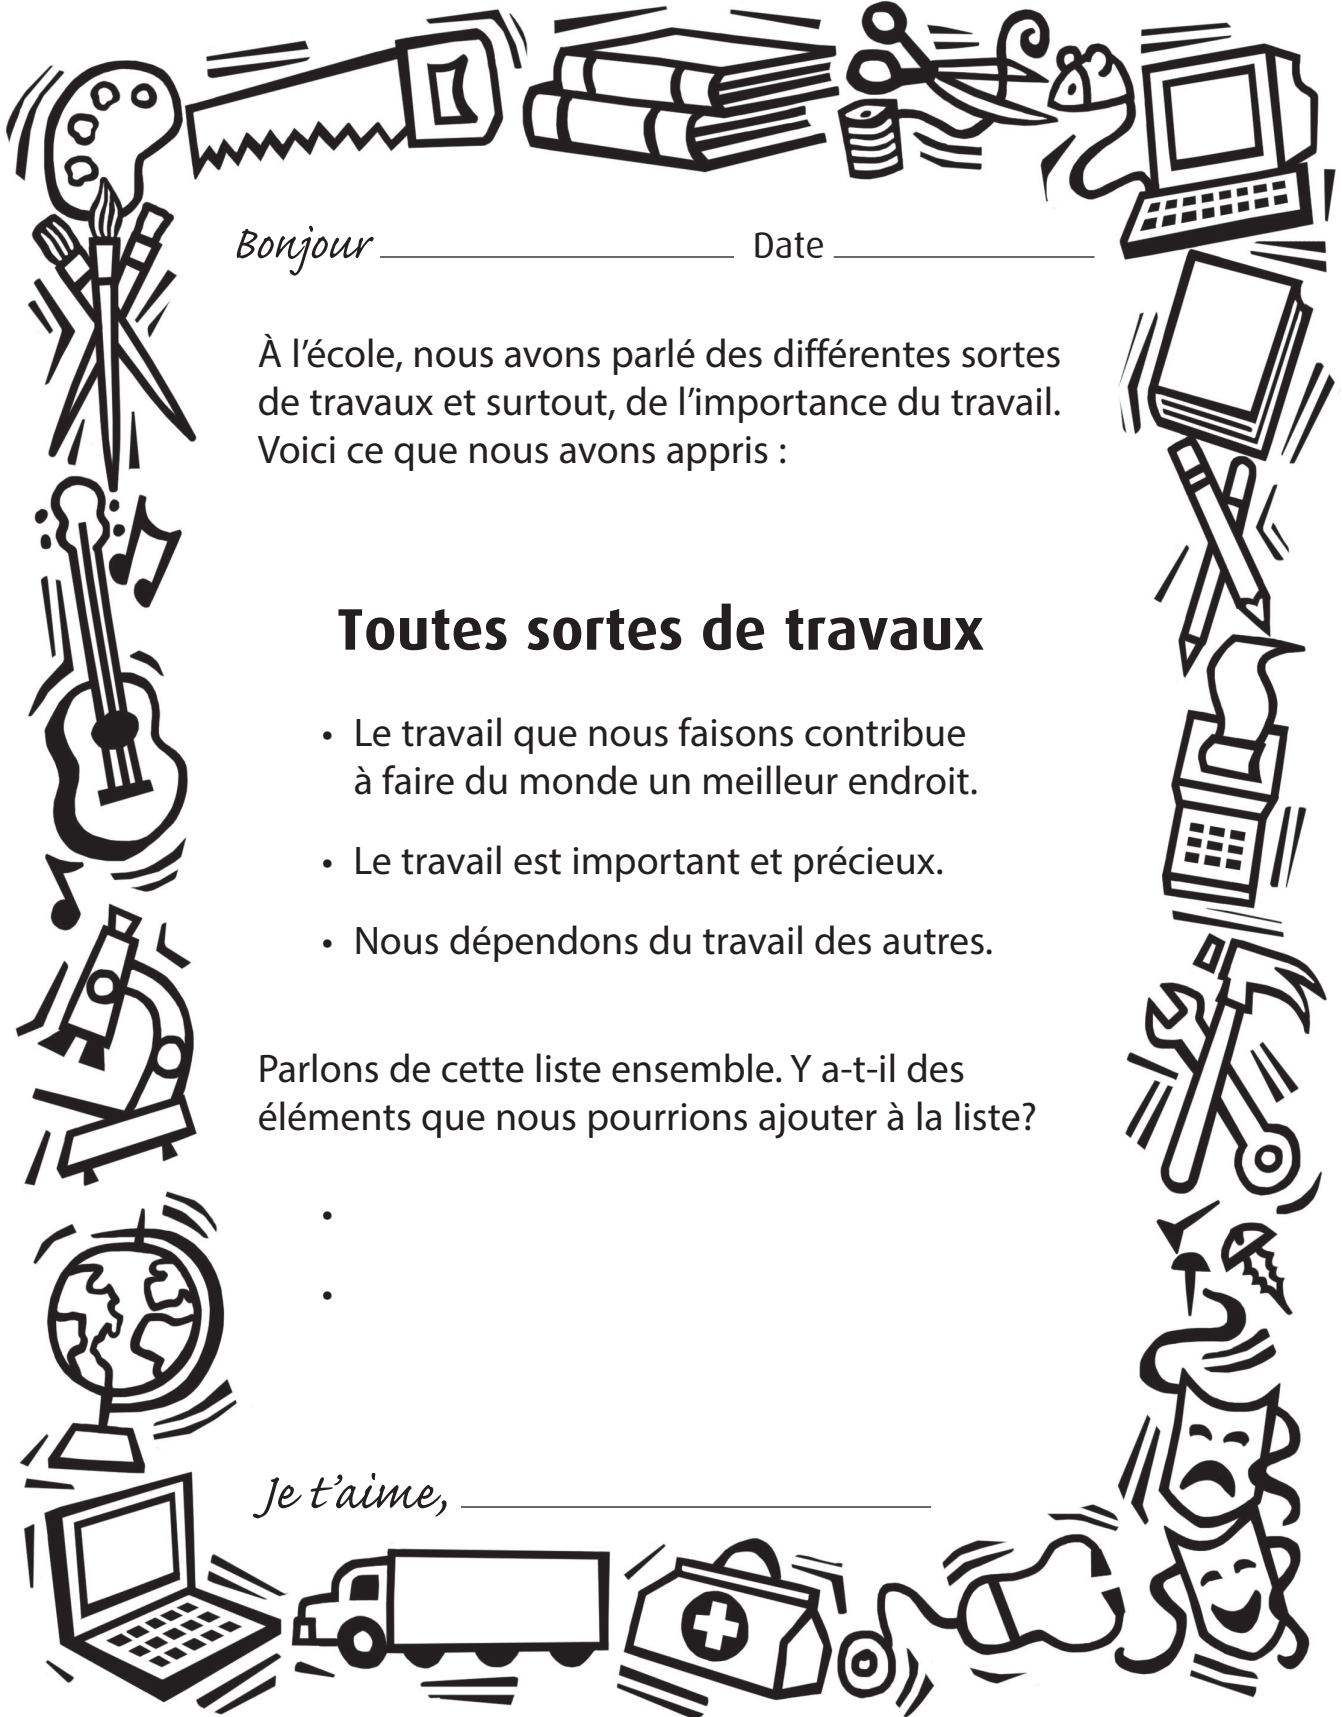 Bonjour Date
À l'école, nous avons parlé des différentes sortes
de travaux et surtout, de l'importance du travail.
Voici ce que nous avons appris :
Toutes sortes de travaux
• Le travail que nous faisons contribue
à faire du monde un meilleur endroit.
• Le travail est important et précieux.
• Nous dépendons du travail des autres.
Parlons de cette liste ensemble. Y a-t-il des
éléments que nous pourrions ajouter à la liste?
•
•
Je t'aime,